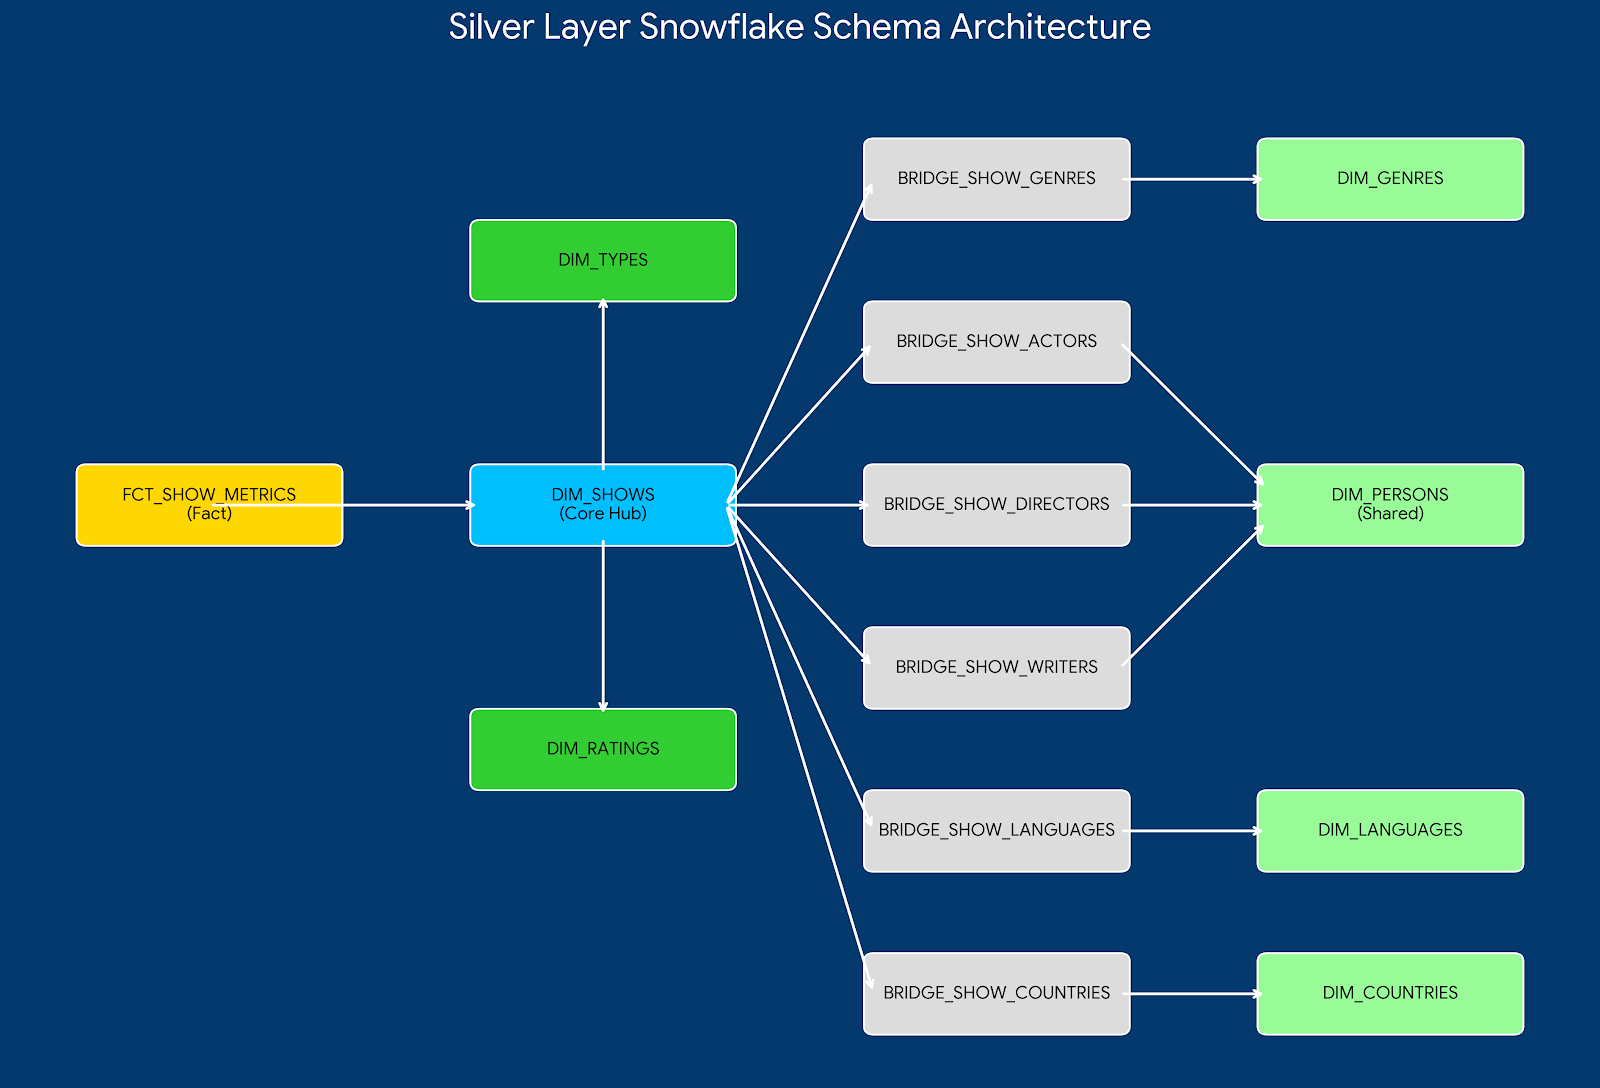 Silver Layer Snowflake Schema Architecture
BRIDGE_SHOW_GENRES
DIM_GENRES
DIM_TYPES
BRIDGE_SHOW_ACTORS
FCT_SHOW_METRICS
(Fact)
DIM_SHOWS
(Core Hub)
BRIDGE_SHOW_DIRECTORS
DIM_PERSONS
(Shared)
BRIDGE_SHOW_WRITERS
DIM_RATINGS
BRIDGE_SHOW_LANGUAGES
DIM_LANGUAGES
BRIDGE_SHOW_COUNTRIES
DIM_COUNTRIES